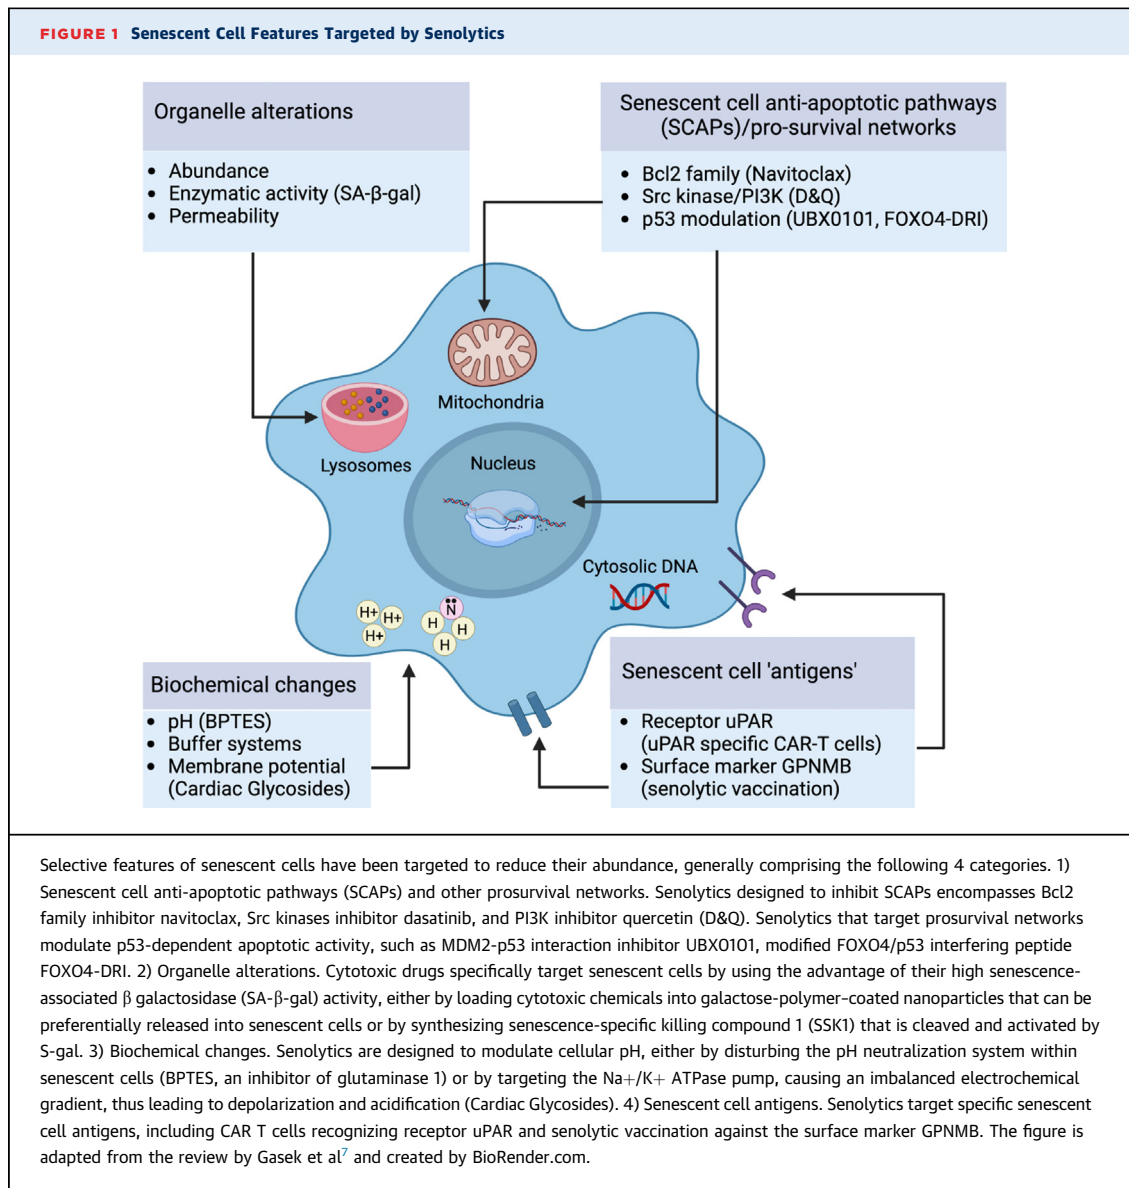 FIGURE 1 Senescent Cell Features Targeted by Senolytics
Organelle alterations
• Abundance
• Enzymatic activity (SA-β-gal)
• Permeability
Senescent cell anti-apoptotic pathways
(SCAPs)/pro-survival networks
• Bcl2 family (Navitoclax)
• Src kinase/PI3K (D&Q)
• p53 modulation (UBX0101, FOXO4-DRI)
Mitochondria
Lysosomes
Nucleus
Cytosolic DNA
H+ H+
H+
N̈
H H
H
Biochemical changes
• pH (BPTES)
• Buffer systems
• Membrane potential
(Cardiac Glycosides)
Senescent cell 'antigens'
• Receptor uPAR
(uPAR specific CAR-T cells)
• Surface marker GPNMB
(senolytic vaccination)
Selective features of senescent cells have been targeted to reduce their abundance, generally comprising the following 4 categories. 1)
Senescent cell anti-apoptotic pathways (SCAPs) and other prosurvival networks. Senolytics designed to inhibit SCAPs encompasses Bcl2
family inhibitor navitoclax, Src kinases inhibitor dasatinib, and PI3K inhibitor quercetin (D&Q). Senolytics that target prosurvival networks
modulate p53-dependent apoptotic activity, such as MDM2-p53 interaction inhibitor UBX0101, modified FOXO4/p53 interfering peptide
FOXO4-DRI. 2) Organelle alterations. Cytotoxic drugs specifically target senescent cells by using the advantage of their high senescence-
associated β galactosidase (SA-β-gal) activity, either by loading cytotoxic chemicals into galactose-polymer–coated nanoparticles that can be
preferentially released into senescent cells or by synthesizing senescence-specific killing compound 1 (SSK1) that is cleaved and activated by
S-gal. 3) Biochemical changes. Senolytics are designed to modulate cellular pH, either by disturbing the pH neutralization system within
senescent cells (BPTES, an inhibitor of glutaminase 1) or by targeting the Na+/K+ ATPase pump, causing an imbalanced electrochemical
gradient, thus leading to depolarization and acidification (Cardiac Glycosides). 4) Senescent cell antigens. Senolytics target specific senescent
cell antigens, including CAR T cells recognizing receptor uPAR and senolytic vaccination against the surface marker GPNMB. The figure is
adapted from the review by Gasek et al⁷ and created by BioRender.com.